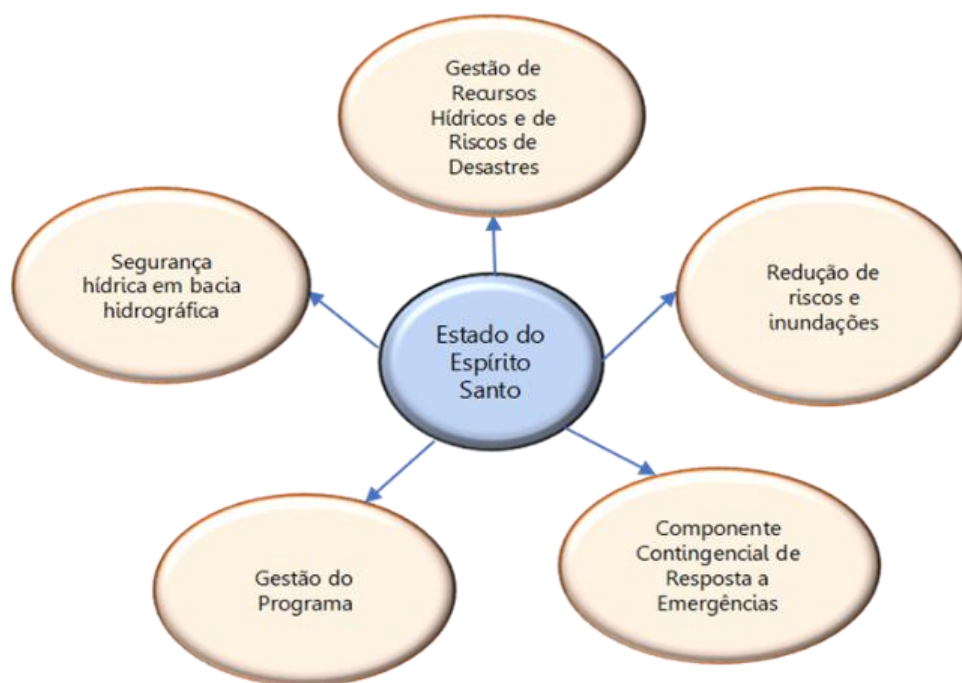 Gestão de
Recursos
Hídricos e de
Riscos de
Desastres
Segurança
hídrica em bacia
hidrográfica
Redução de
riscos e
inundações
Estado do
Espírito
Santo
Gestão do
Programa
Componente
Contingencial de
Resposta a
Emergências